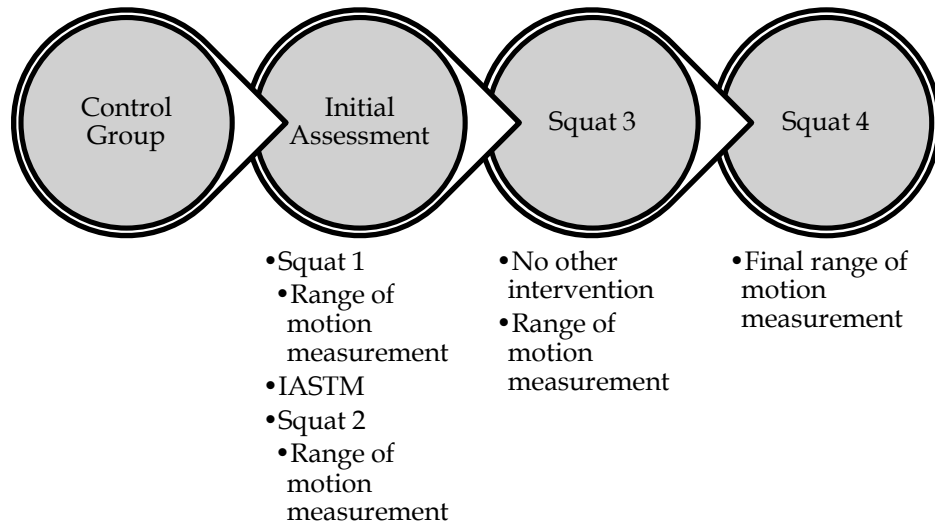 Control
Group
Initial
Assessment
Squat 3
Squat 4
•Squat 1
•Range of
motion
measurement
•IASTM
•Squat 2
•Range of
motion
measurement
•No other
intervention
•Range of
motion
measurement
•Final range of
motion
measurement